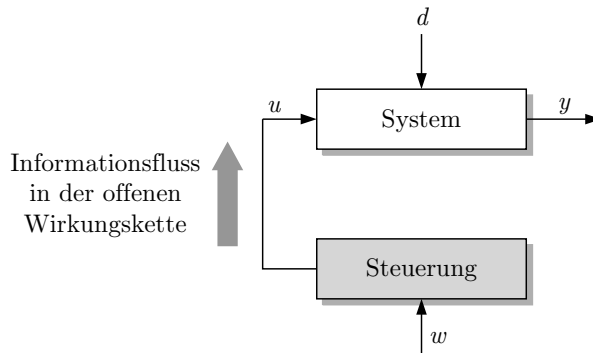 d
u
System
y
Informationsfluss
in der offenen
Wirkungskette
Steuerung
w